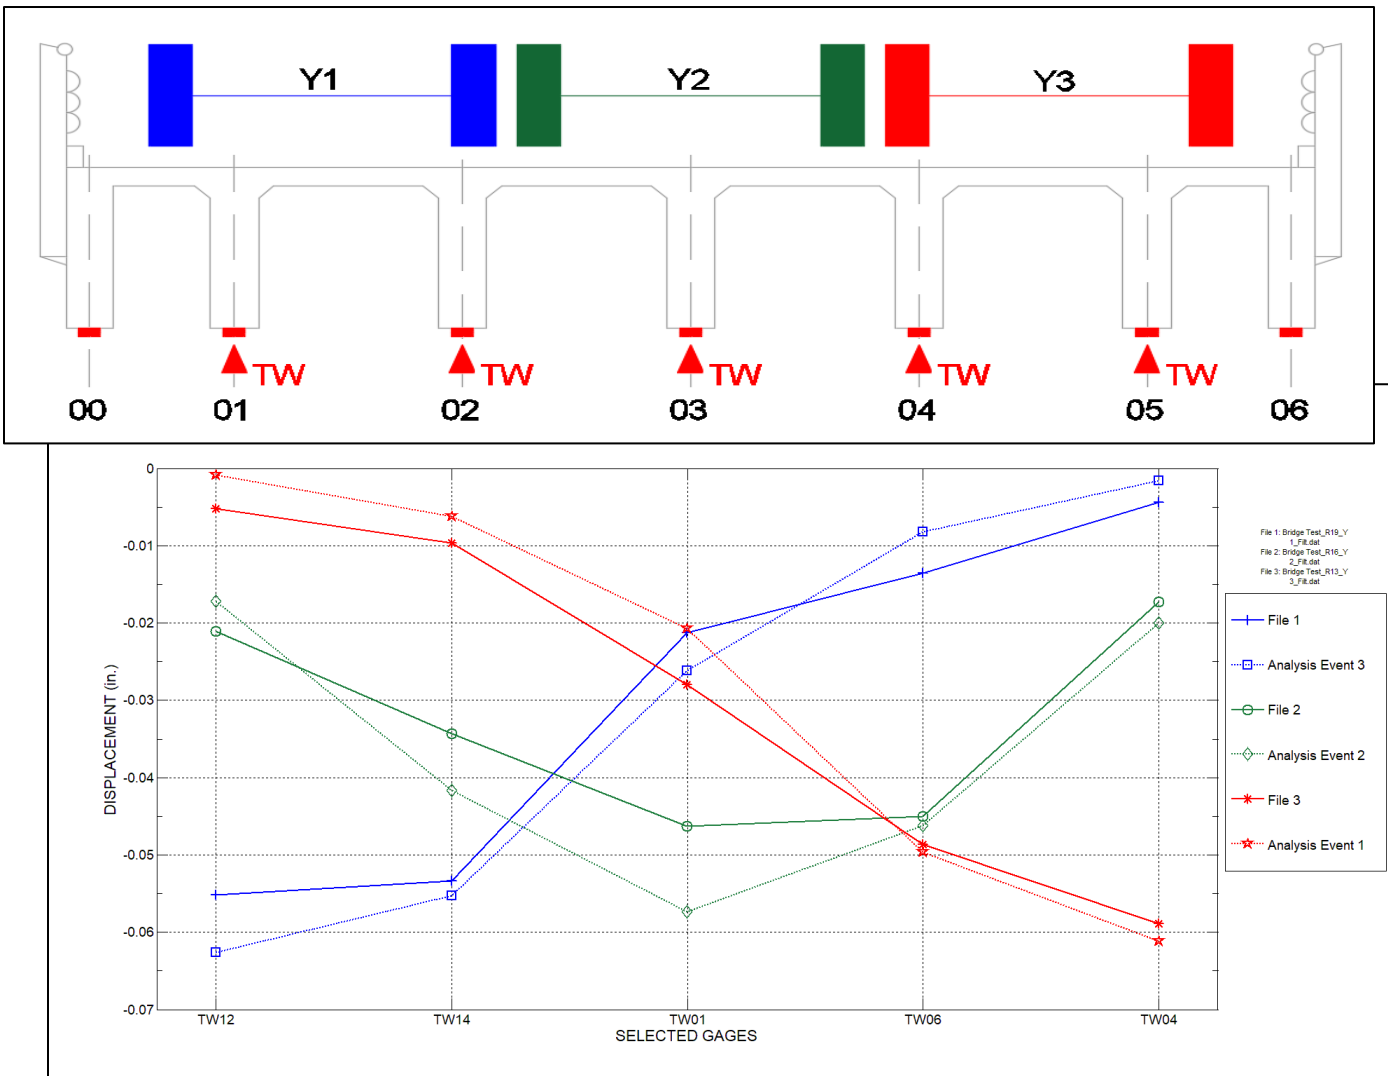 Y1
Y2
Y3
TW
TW
TW
TW
TW
00
01
02
03
04
05
06
0
-0.01
-0.02
-0.03
-0.04
-0.05
-0.06
-0.07
DISPLACEMENT (in.)
TW12
TW14
TW01
TW06
TW04
SELECTED GAGES
File 1: Bridge Test_R19_Y
1_Filt.dat
File 2: Bridge Test_R16_Y
2_Filt.dat
File 3: Bridge Test_R13_Y
3_Filt.dat
File 1
Analysis Event 3
File 2
Analysis Event 2
File 3
Analysis Event 1